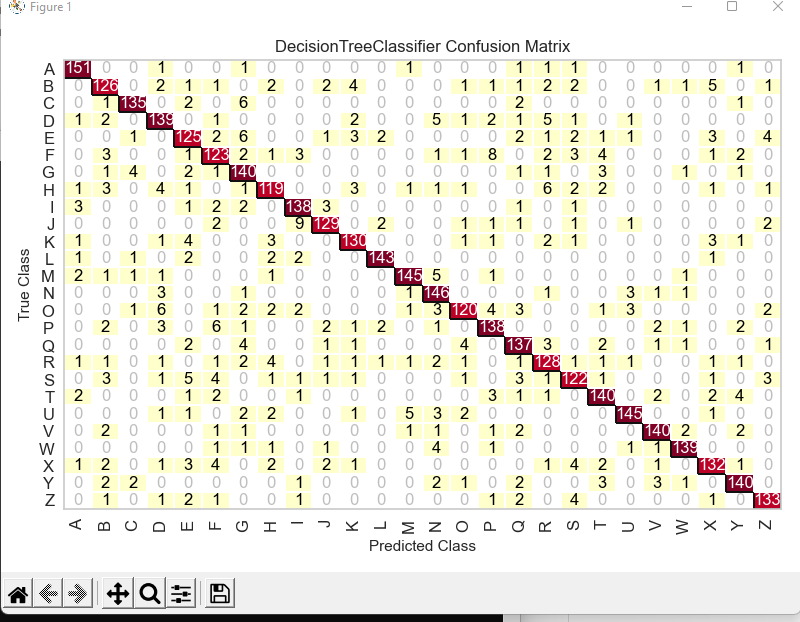 Figure 1
DecisionTreeClassifier Confusion Matrix
A 151 0 0 1 0 0 1 0 0 0 0 0 1 0 0 0 1 1 1 0 0 0 0 0 1 0
B 0 126 0 2 1 1 0 2 0 2 4 0 0 0 1 1 1 2 2 0 0 1 1 5 0 1
C 0 1 135 0 2 0 6 0 0 0 0 0 0 0 0 0 2 0 0 0 0 0 0 0 1 0
D 1 2 0 139 0 1 0 0 0 0 2 0 0 5 1 2 1 5 1 0 1 0 0 0 0 0
E 0 0 1 0 125 2 6 0 0 1 3 2 0 0 0 0 2 1 2 1 1 0 0 3 0 4
F 0 3 0 0 1 123 2 1 3 0 0 0 0 1 1 8 0 2 3 4 0 0 0 1 2 0
G 0 1 4 0 2 1 140 0 0 0 0 0 0 0 0 0 1 1 0 3 0 0 1 0 1 0
H 1 3 0 4 1 0 1 119 0 0 3 0 1 1 1 0 0 6 2 2 0 0 0 1 0 1
I 3 0 0 0 1 2 2 0 138 3 0 0 0 0 0 0 1 0 1 0 0 0 0 0 0 0
J 0 0 0 0 0 2 0 0 9 129 0 2 0 0 1 1 1 0 1 0 1 0 0 0 0 2
K 1 0 0 1 4 0 0 3 0 0 130 0 0 0 1 1 0 2 1 0 0 0 0 3 1 0
L 1 0 1 0 2 0 0 2 2 0 0 143 0 0 0 0 0 0 0 0 0 0 0 1 0 0
M 2 1 1 1 0 0 0 1 0 0 0 0 145 5 0 1 0 0 0 0 0 0 1 0 0 0
N 0 0 0 3 0 0 1 0 0 0 0 0 1 146 0 0 0 1 0 0 3 1 1 0 0 0
O 0 0 1 6 0 1 2 2 2 0 0 0 1 3 120 4 3 0 0 1 3 0 0 0 0 2
P 0 2 0 3 0 6 1 0 0 2 1 2 0 1 0 138 0 0 0 0 0 2 1 0 2 0
Q 0 0 0 0 2 0 4 0 0 1 1 0 0 0 4 0 137 3 0 2 0 1 1 0 0 1
R 1 1 0 1 0 1 2 4 0 1 1 1 1 2 1 0 1 128 1 1 1 0 0 1 1 0
S 0 3 0 1 5 4 0 1 1 1 1 0 0 0 1 0 3 1 122 1 0 0 0 1 0 3
T 2 0 0 0 1 2 0 0 1 0 0 0 0 0 0 3 1 1 0 140 0 2 0 2 4 0
U 0 0 0 1 1 0 2 2 0 0 1 0 5 3 2 0 0 0 0 0 145 0 0 1 0 0
V 0 2 0 0 0 1 1 0 0 0 0 0 1 1 0 1 2 0 0 0 0 140 2 0 2 0
W 0 0 0 0 0 1 1 1 0 1 0 0 0 4 0 1 0 0 0 0 1 1 139 0 0 0
X 1 2 0 1 3 4 0 2 0 2 1 0 0 0 0 0 0 1 4 2 0 1 0 132 1 0
Y 0 2 2 0 0 0 0 0 1 0 0 0 0 2 1 0 2 0 0 3 0 3 1 0 140 0
Z 0 1 0 1 2 1 0 0 1 0 0 0 0 0 0 1 2 0 4 0 0 0 0 1 0 133
A B C D E F G H I J K L M N O P Q R S T U V W X Y Z
True Class
Predicted Class